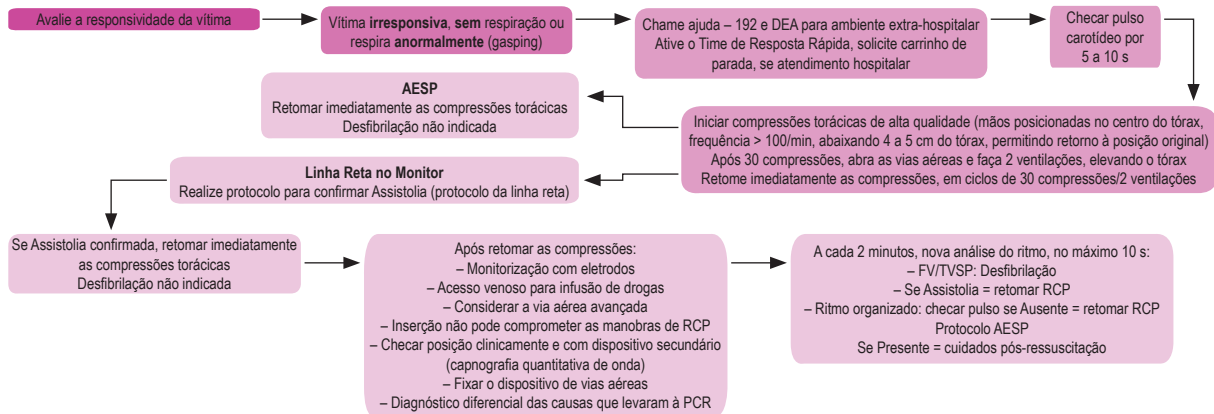 Avalie a responsividade da vítima
Vítima irresponsiva, sem respiração ou
respira anormalmente (gasping)
Chame ajuda – 192 e DEA para ambiente extra-hospitalar
Ative o Time de Resposta Rápida, solicite carrinho de
parada, se atendimento hospitalar
Checar pulso
carotídeo por
5 a 10 s
AESP
Retomar imediatamente as compressões torácicas
Desfibrilação não indicada
Iniciar compressões torácicas de alta qualidade (mãos posicionadas no centro do tórax,
frequência > 100/min, abaixando 4 a 5 cm do tórax, permitindo retorno à posição original)
Após 30 compressões, abra as vias aéreas e faça 2 ventilações, elevando o tórax
Retome imediatamente as compressões, em ciclos de 30 compressões/2 ventilações
Linha Reta no Monitor
Realize protocolo para confirmar Assistolia (protocolo da linha reta)
Se Assistolia confirmada, retomar imediatamente
as compressões torácicas
Desfibrilação não indicada
Após retomar as compressões:
– Monitorização com eletrodos
– Acesso venoso para infusão de drogas
– Considerar a via aérea avançada
– Inserção não pode comprometer as manobras de RCP
– Checar posição clinicamente e com dispositivo secundário
(capnografia quantitativa de onda)
– Fixar o dispositivo de vias aéreas
– Diagnóstico diferencial das causas que levaram à PCR
A cada 2 minutos, nova análise do ritmo, no máximo 10 s:
– FV/TVSP: Desfibrilação
– Se Assistolia = retomar RCP
– Ritmo organizado: checar pulso se Ausente = retomar RCP
Protocolo AESP
Se Presente = cuidados pós-ressuscitação